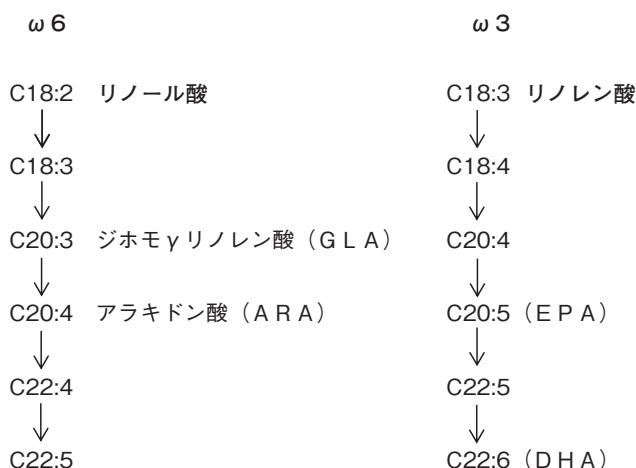 ω６ ω３
C18:2 リノール酸 C18:3 リノレン酸
C18:3 C18:4
C20:3 ジホモγリノレン酸（ＧＬＡ） C20:4
C20:4 アラキドン酸（ＡＲＡ） C20:5（ＥＰＡ）
C22:4 C22:5
C22:5 C22:6（ＤＨＡ）